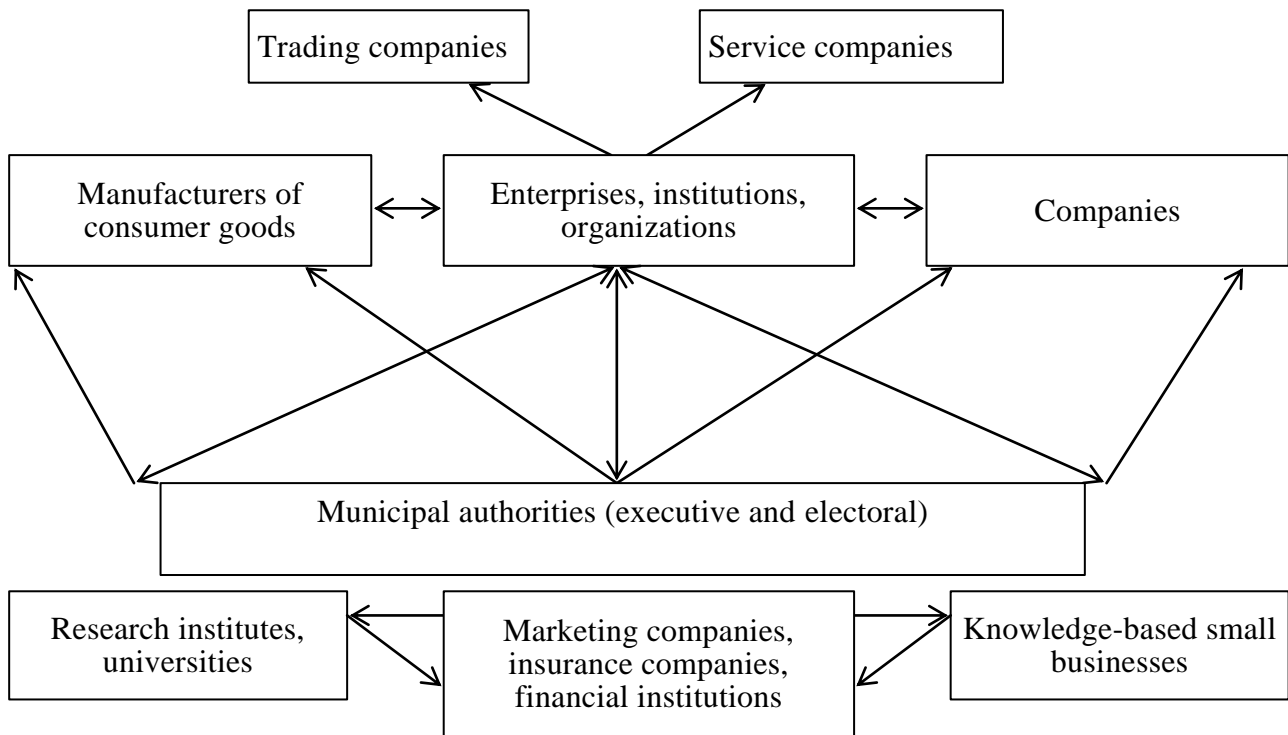 Trading companies
Service companies
Manufacturers of
consumer goods
Enterprises, institutions,
organizations
Companies
Municipal authorities (executive and electoral)
Research institutes,
universities
Marketing companies,
insurance companies,
financial institutions
Knowledge-based small
businesses